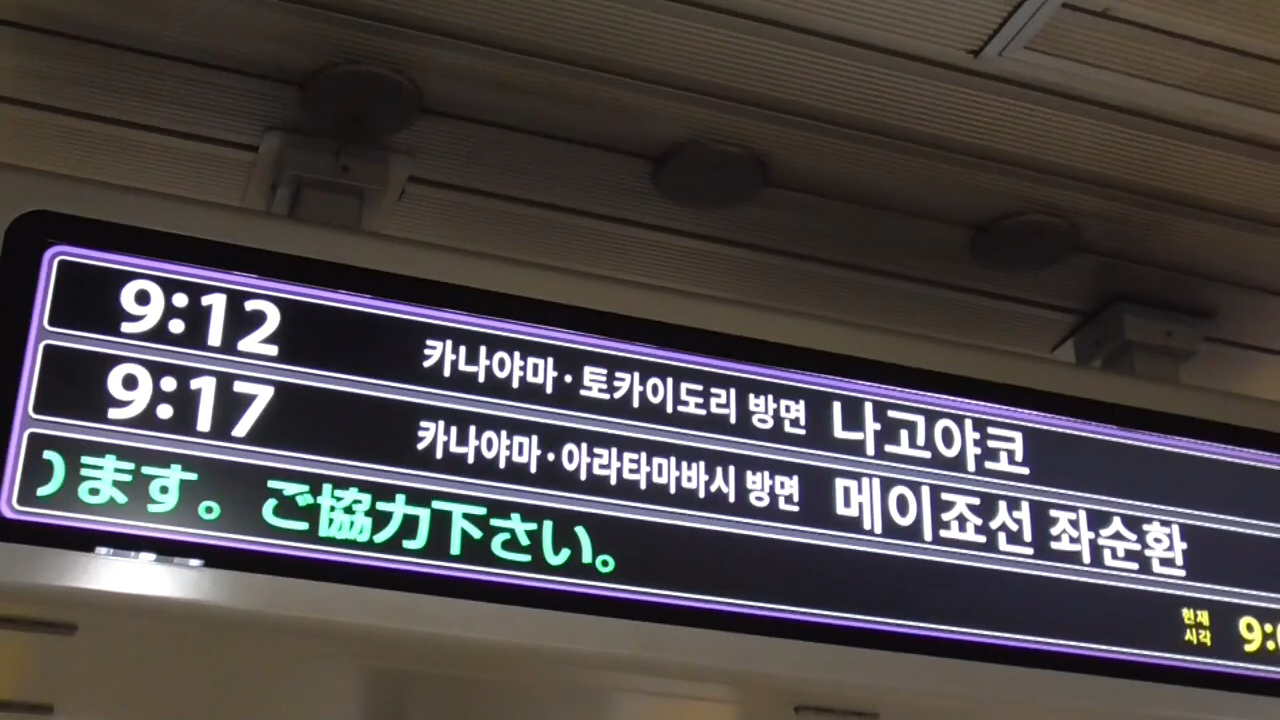 9:12 카나야마·토카이도리 방면 나고야코
9:17 카나야마·아라타마바시 방면 메이죠선 좌순환
ります。ご協力下さい。
현재
시각 9: